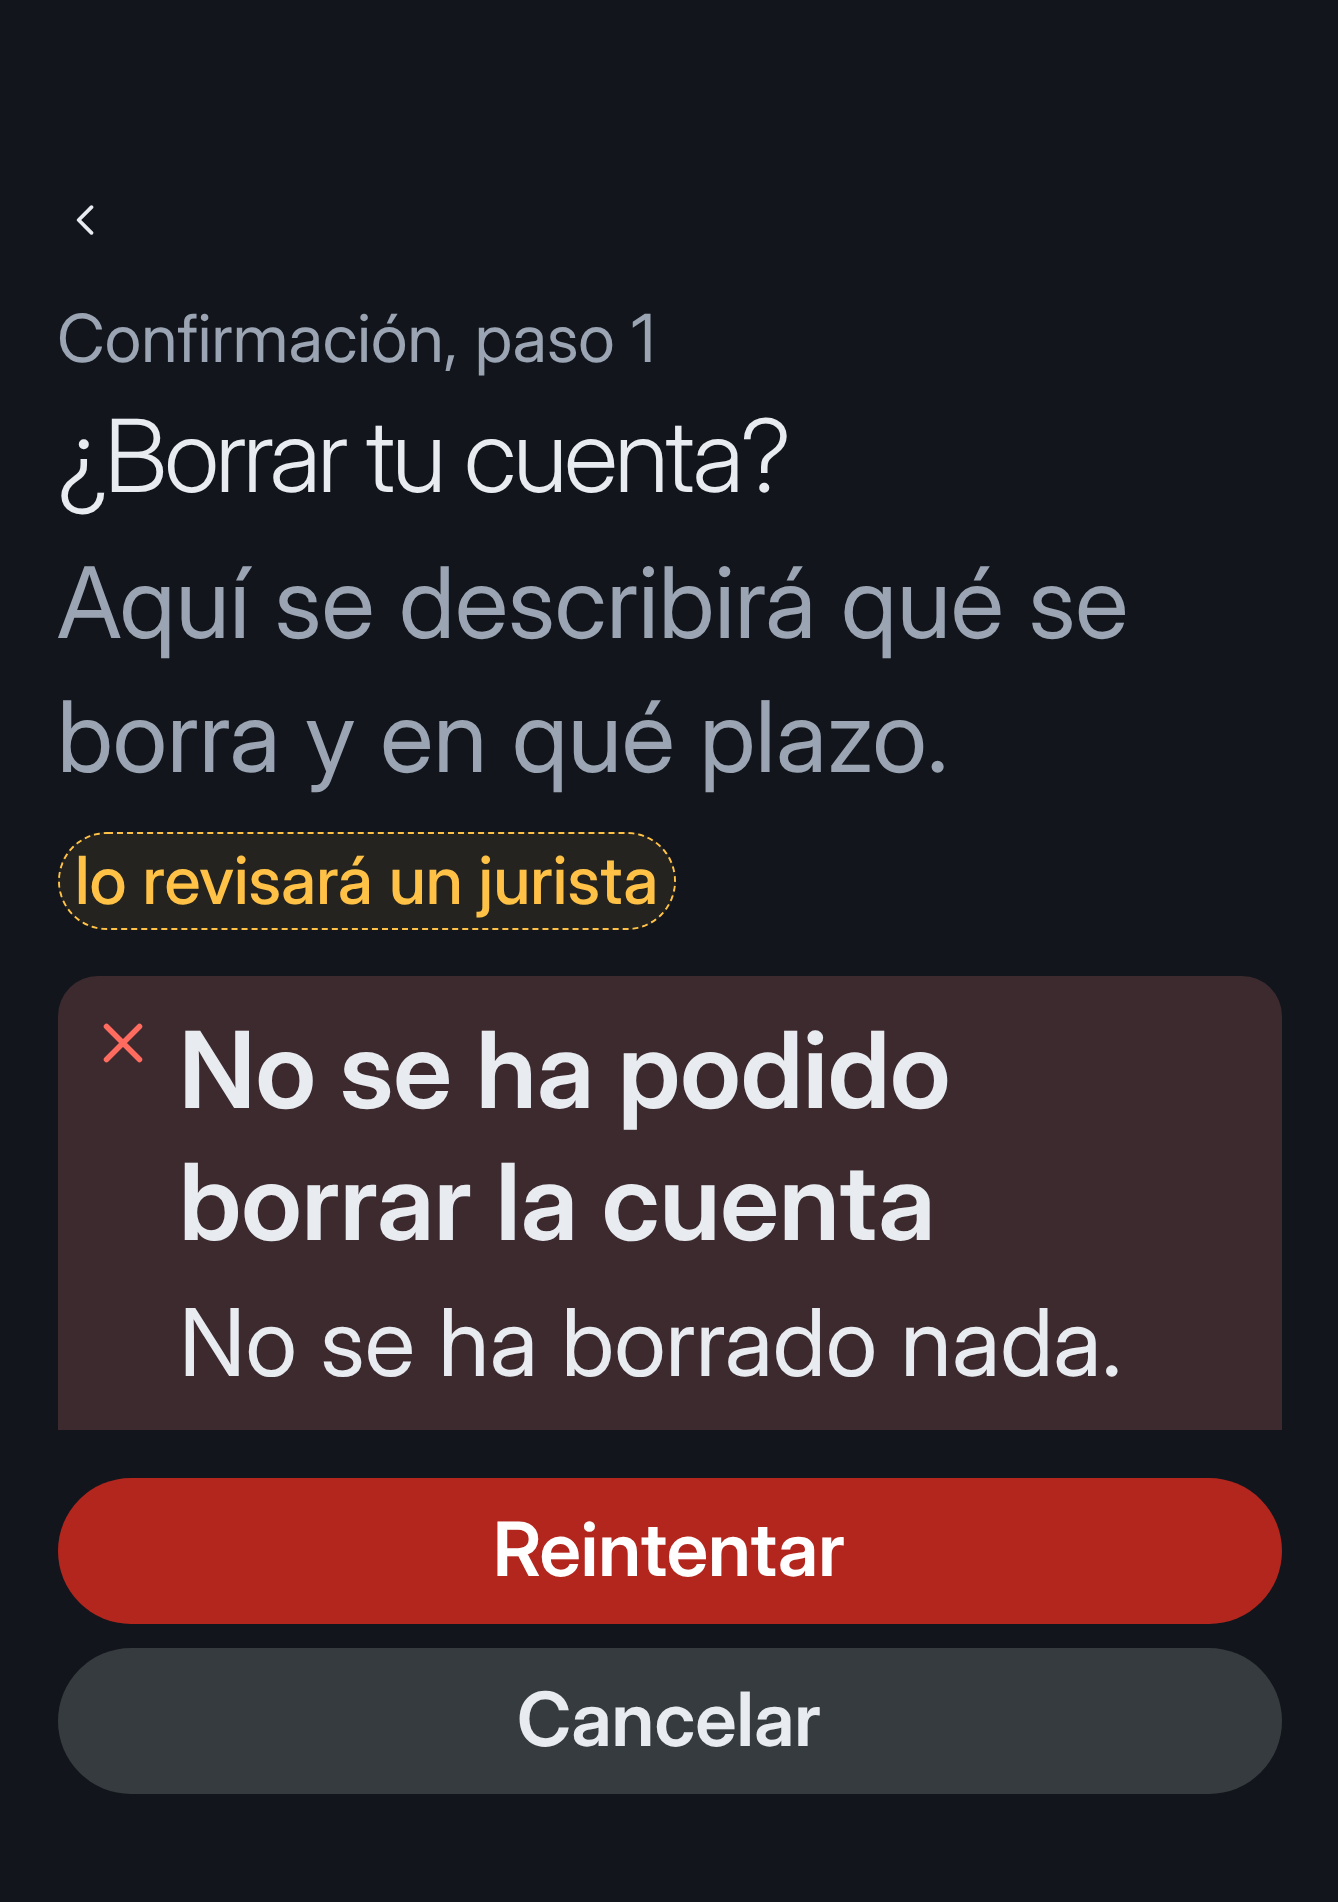 Confirmación, paso 1
¿Borrar tu cuenta?
Aquí se describirá qué se
borra y en qué plazo.
lo revisará un jurista
No se ha podido
borrar la cuenta
No se ha borrado nada.
Reintentar
Cancelar